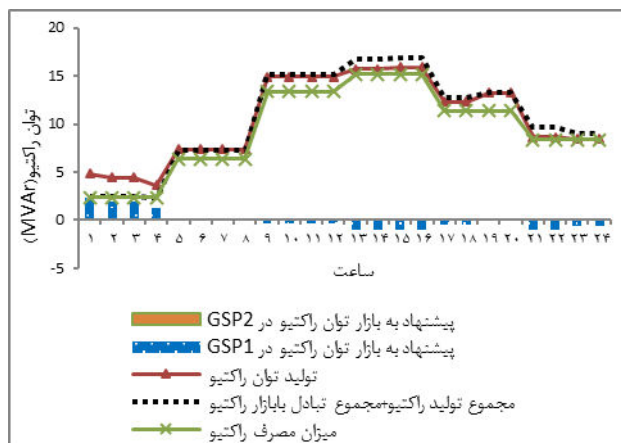 20
15
10
5
0
-5
توان راکتیو(MVAr)
۱ ۲ ۳ ۴ ۵ ۶ ۷ ۸ ۹ ۱۰ ۱۱ ۱۲ ۱۳ ۱۴ ۱۵ ۱۶ ۱۷ ۱۸ ۱۹ ۲۰ ۲۱ ۲۲ ۲۳ ۲۴
ساعت
پیشنهاد به بازار توان راکتیو در GSP2
پیشنهاد به بازار توان راکتیو در GSP1
تولید توان راکتیو
مجموع تولید راکتیو+مجموع تبادل بابازار راکتیو
میزان مصرف راکتیو